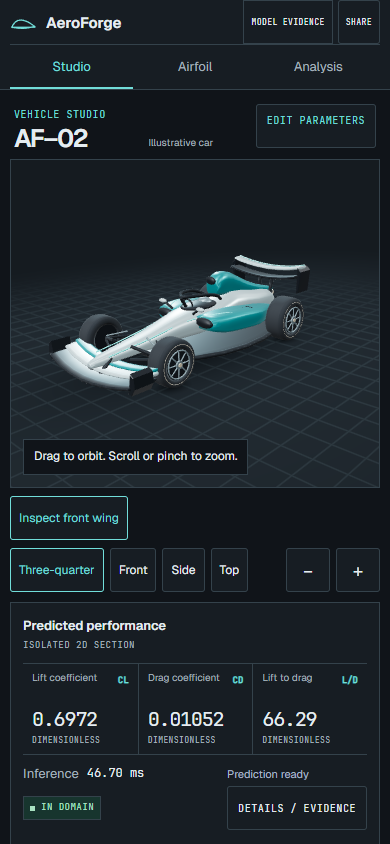 AeroForge
MODEL EVIDENCE
SHARE
Studio
Airfoil
Analysis
VEHICLE STUDIO
AF–02
Illustrative car
EDIT PARAMETERS
Drag to orbit. Scroll or pinch to zoom.
Inspect front wing
Three-quarter
Front
Side
Top
−
+
Predicted performance
ISOLATED 2D SECTION
Lift coefficient CL
0.6972
DIMENSIONLESS
Drag coefficient CD
0.01052
DIMENSIONLESS
Lift to drag L/D
66.29
DIMENSIONLESS
Inference 46.70 ms
IN DOMAIN
Prediction ready
DETAILS / EVIDENCE